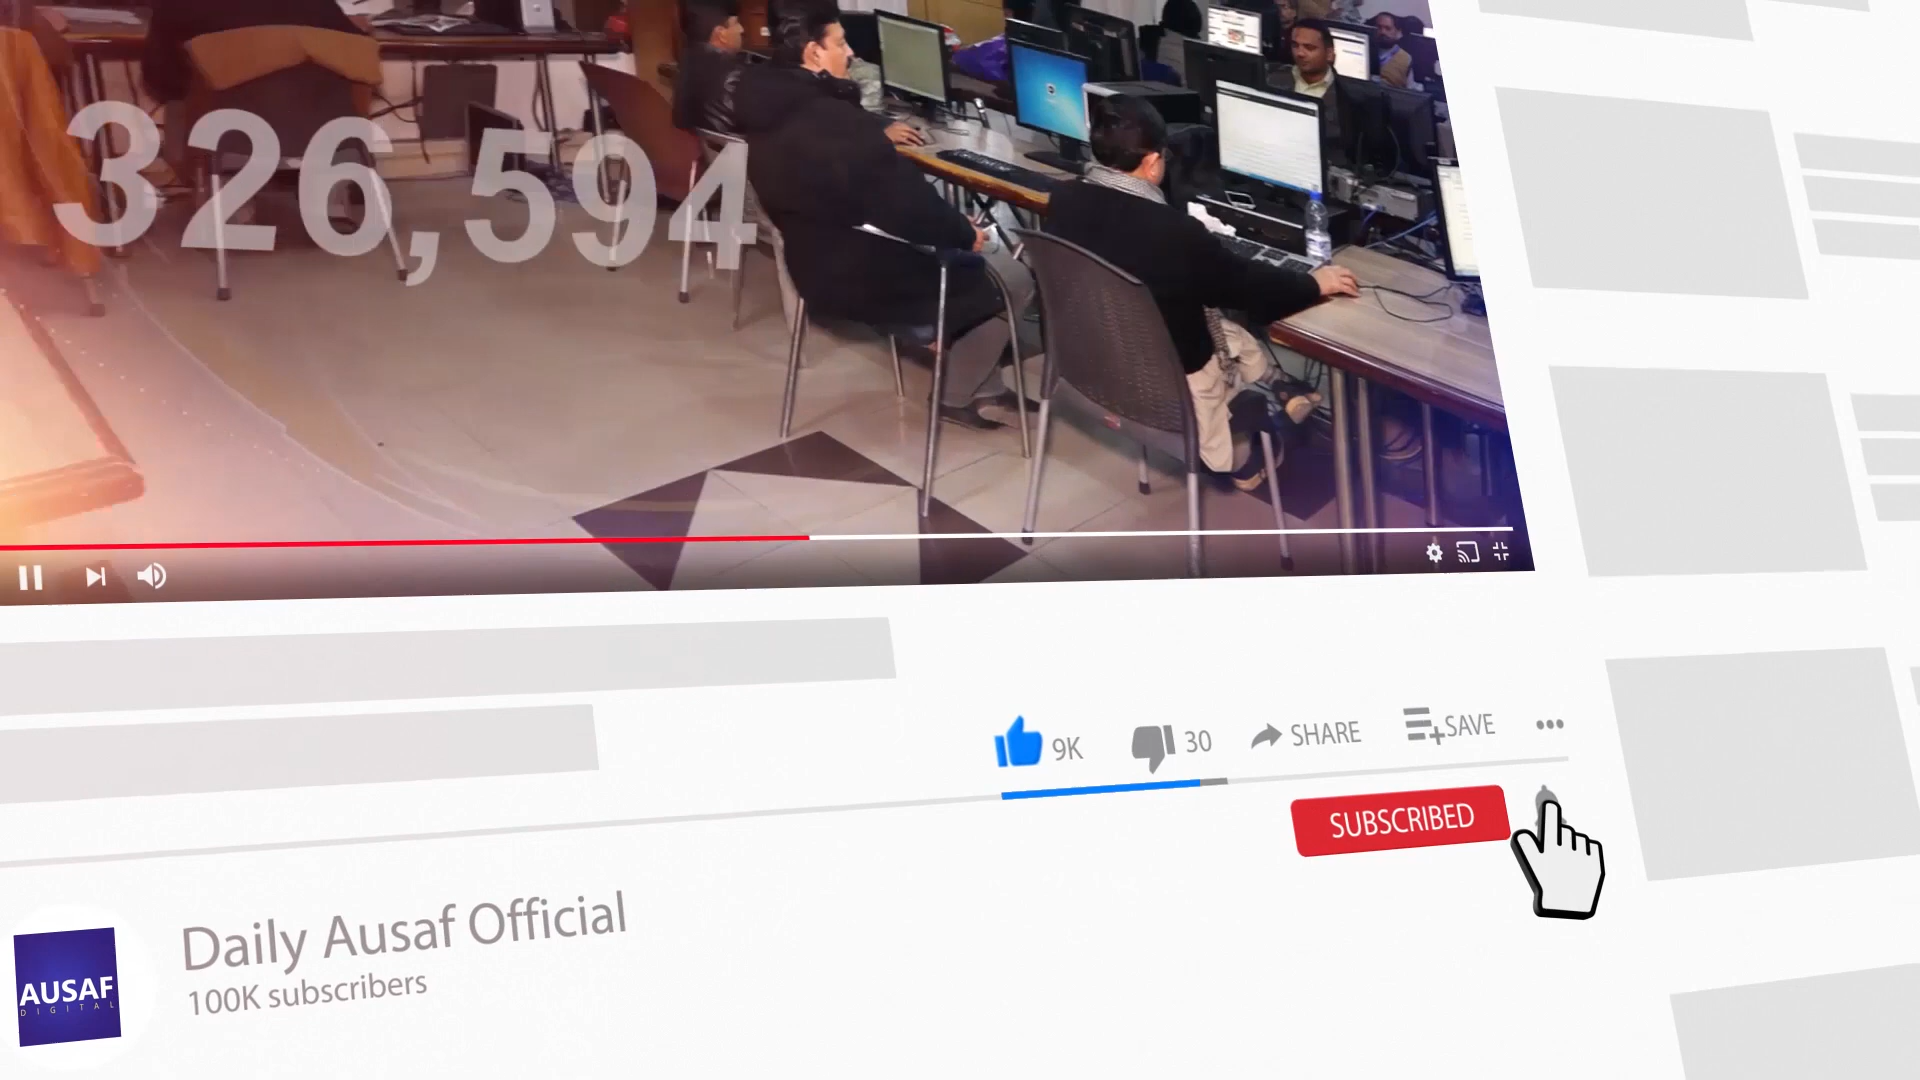 326,594
9K
30
SHARE
SAVE
SUBSCRIBED
Daily Ausaf Official
100K subscribers
AUSAF
DIGITAL